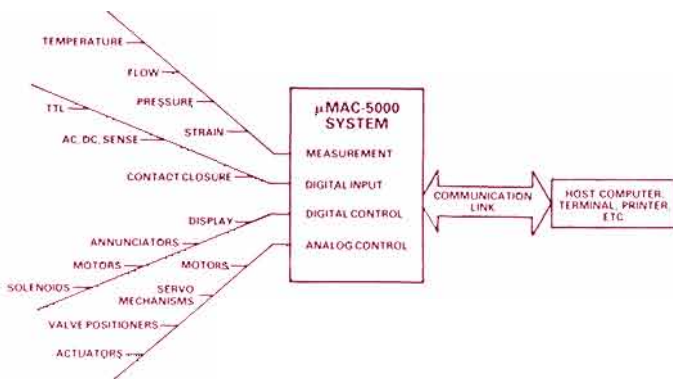 TEMPERATURE
FLOW
PRESSURE
STRAIN
TTL
AC, DC, SENSE
CONTACT CLOSURE
DISPLAY
ANNUNCIATORS
MOTORS
SOLENOIDS
MOTORS
SERVO
MECHANISMS
VALVE POSITIONERS
ACTUATORS
μMAC-5000
SYSTEM
MEASUREMENT
DIGITAL INPUT
DIGITAL CONTROL
ANALOG CONTROL
COMMUNICATION
LINK
HOST COMPUTER,
TERMINAL, PRINTER,
ETC.